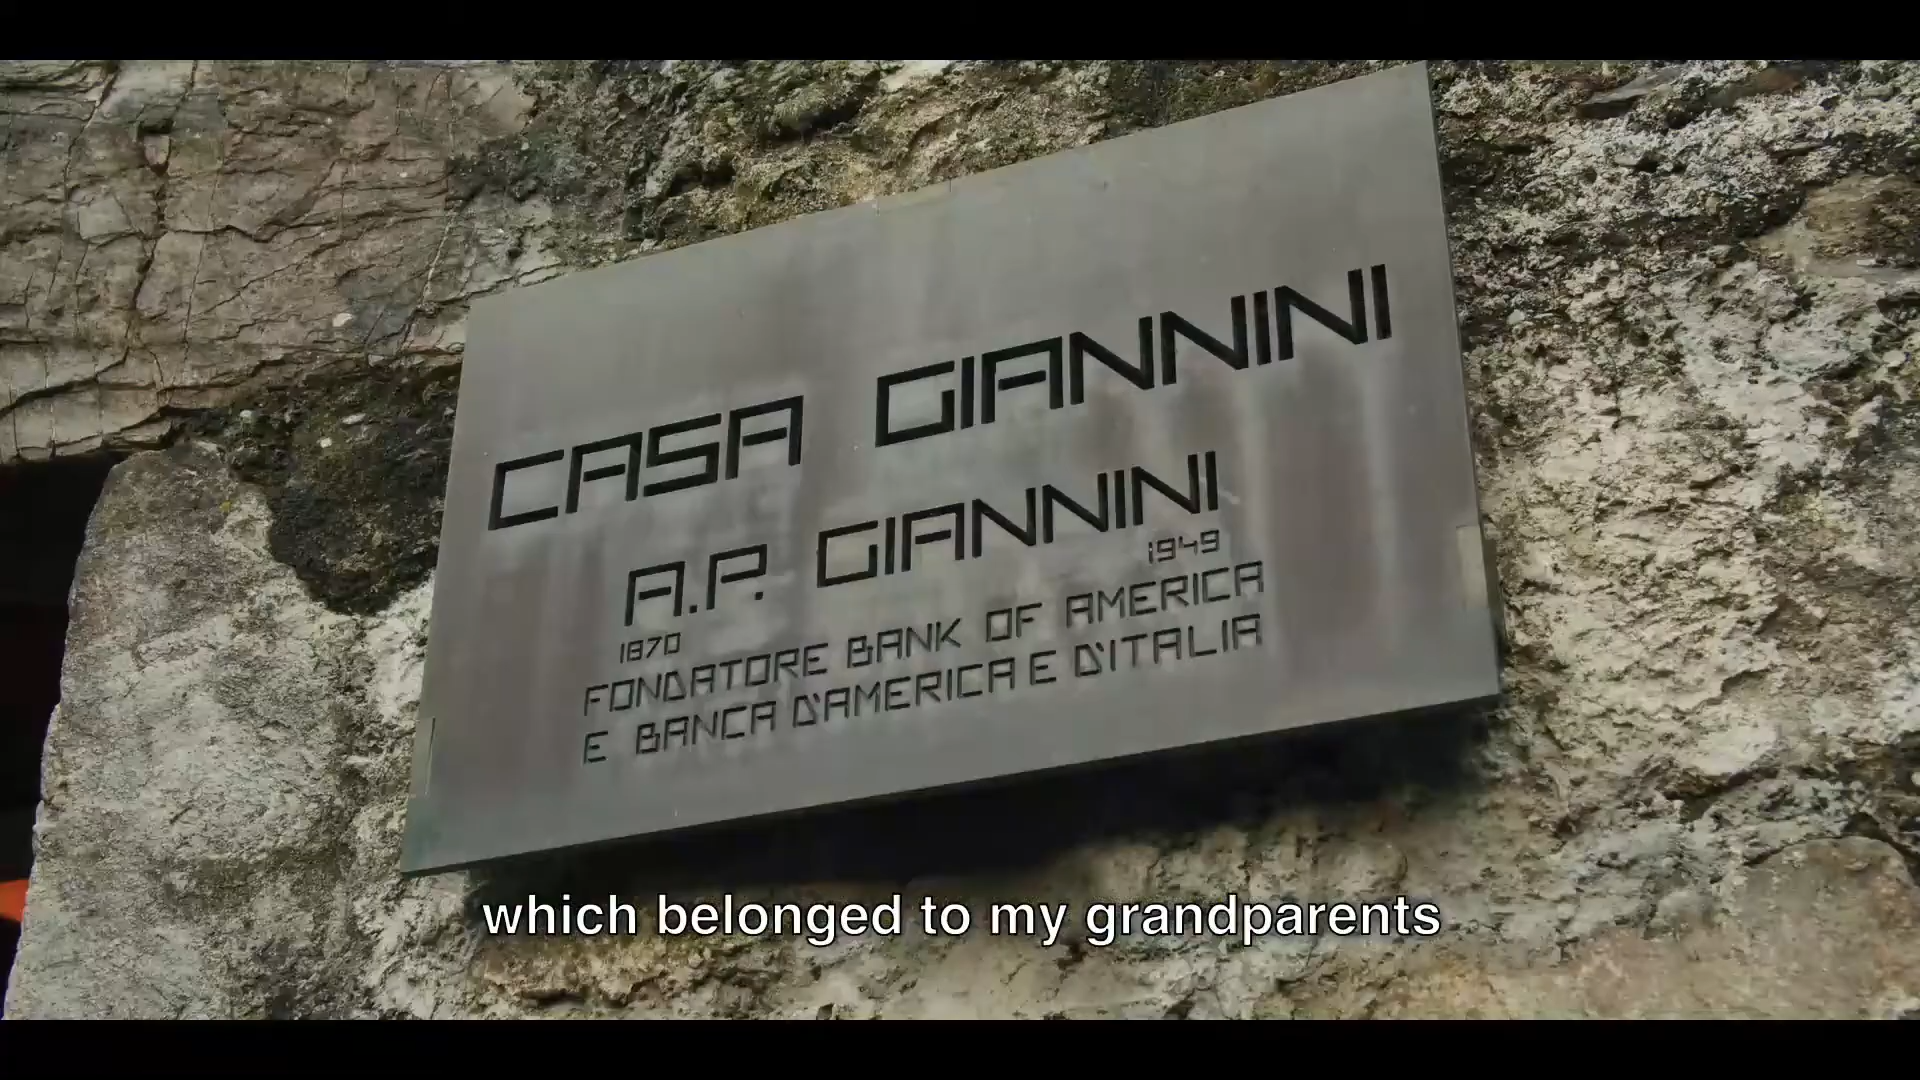 CASA GIANNINI
A.P. GIANNINI
1870 1949
FONDATORE BANK OF AMERICA
E BANCA D'AMERICA E D'ITALIA
which belonged to my grandparents